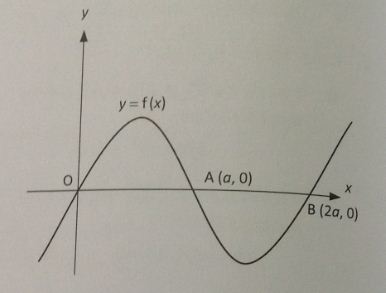 y
y = f(x)
O
A (a, 0)
x
B (2a, 0)